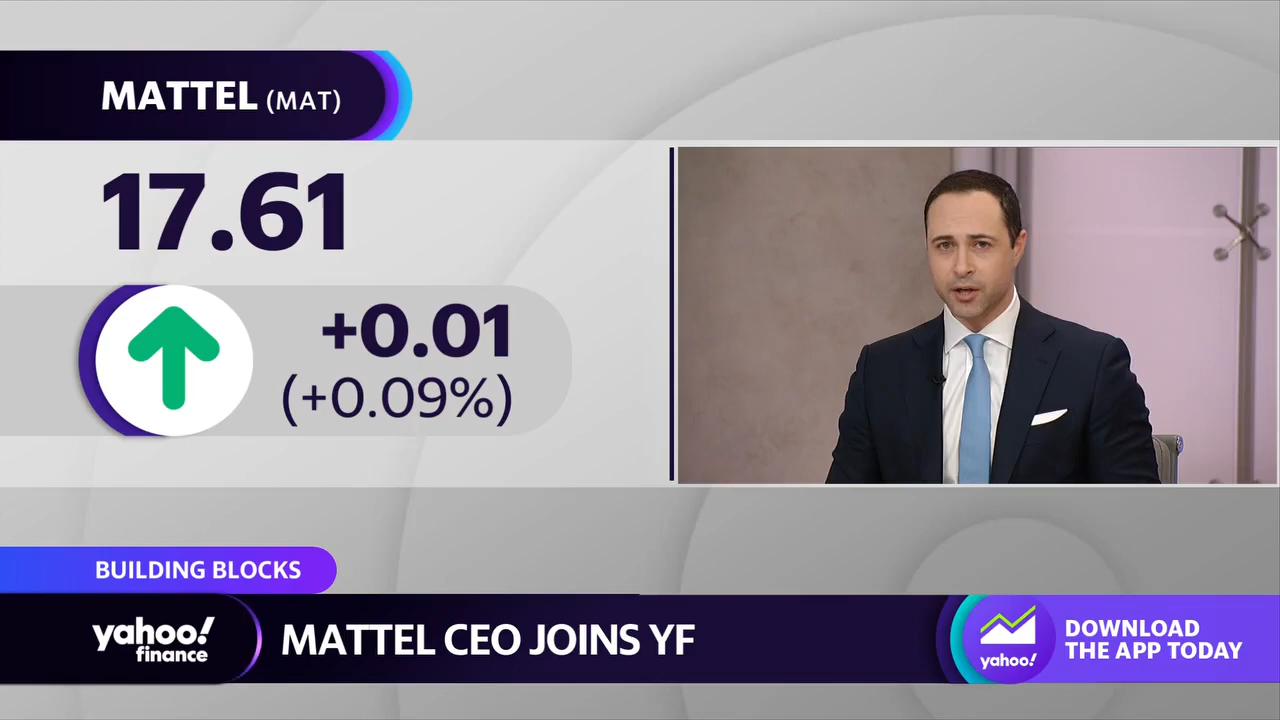 MATTEL (MAT)
17.61
+0.01
(+0.09%)
BUILDING BLOCKS
yahoo!
finance
MATTEL CEO JOINS YF
yahoo!
DOWNLOAD
THE APP TODAY